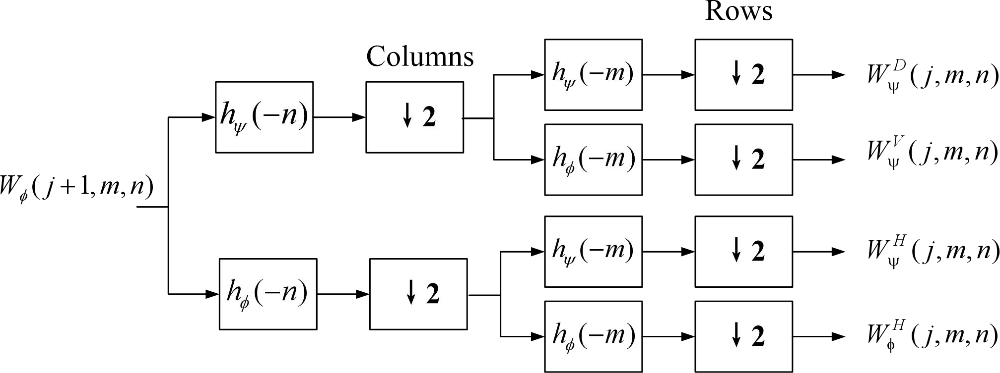 Rows
Columns
h_ψ(−m) ↓ 2 W_ψ^D(j,m,n)
h_ψ(−n) ↓ 2
h_ϕ(−m) ↓ 2 W_ψ^V(j,m,n)
W_ϕ(j+1,m,n)
h_ψ(−m) ↓ 2 W_ψ^H(j,m,n)
h_ϕ(−n) ↓ 2
h_ϕ(−m) ↓ 2 W_ϕ^H(j,m,n)